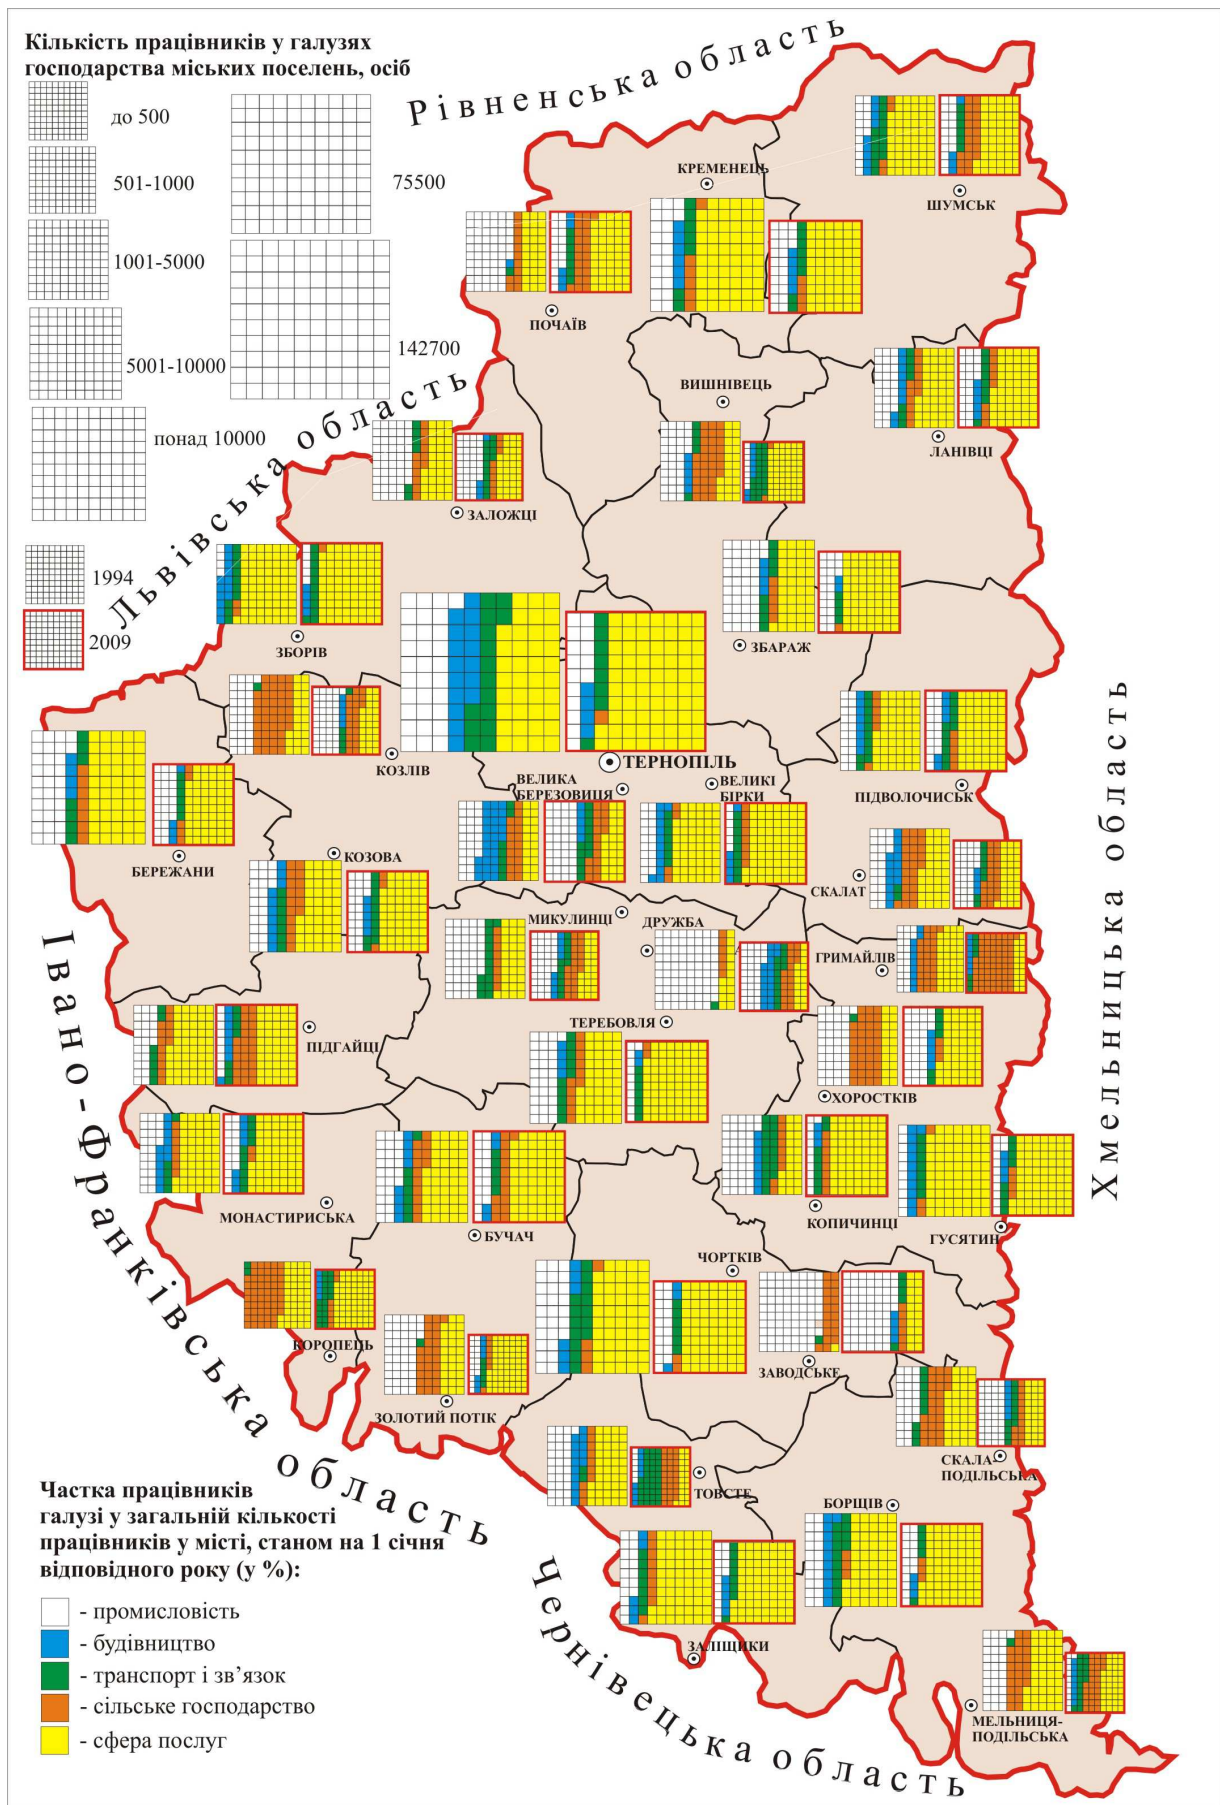 Кількість працівників у галузях
господарства міських поселень, осіб
до 500
501-1000
1001-5000
5001-10000
понад 10000
75500
142700
1994
2009
Рівненська область
Львівська область
Івано-Франківська область
Чернівецька область
Хмельницька область
КРЕМЕНЕЦЬ
ШУМСЬК
ПОЧАЇВ
ВИШНІВЕЦЬ
ЛАНІВЦІ
ЗАЛОЖЦІ
ЗБОРІВ
ЗБАРАЖ
КОЗЛІВ
ТЕРНОПІЛЬ
ВЕЛИКА
БЕРЕЗОВИЦЯ
ВЕЛИКІ
БІРКИ
ПІДВОЛОЧИСЬК
БЕРЕЖАНИ
КОЗОВА
СКАЛАТ
МИКУЛИНЦІ
ДРУЖБА
ГРИМАЙЛІВ
ПІДГАЙЦІ
ТЕРЕБОВЛЯ
ХОРОСТКІВ
МОНАСТИРИСЬКА
БУЧАЧ
КОПИЧИНЦІ
ГУСЯТИН
ЧОРТКІВ
КОРОПЕЦЬ
ЗАВОДСЬКЕ
ЗОЛОТИЙ ПОТІК
СКАЛА-
ПОДІЛЬСЬКА
ТОВСТЕ
БОРЩІВ
ЗАЛІЩИКИ
МЕЛЬНИЦЯ-
ПОДІЛЬСЬКА
Частка працівників
галузі у загальній кількості
працівників у місті, станом на 1 січня
відповідного року (у %):
- промисловість
- будівництво
- транспорт і зв’язок
- сільське господарство
- сфера послуг